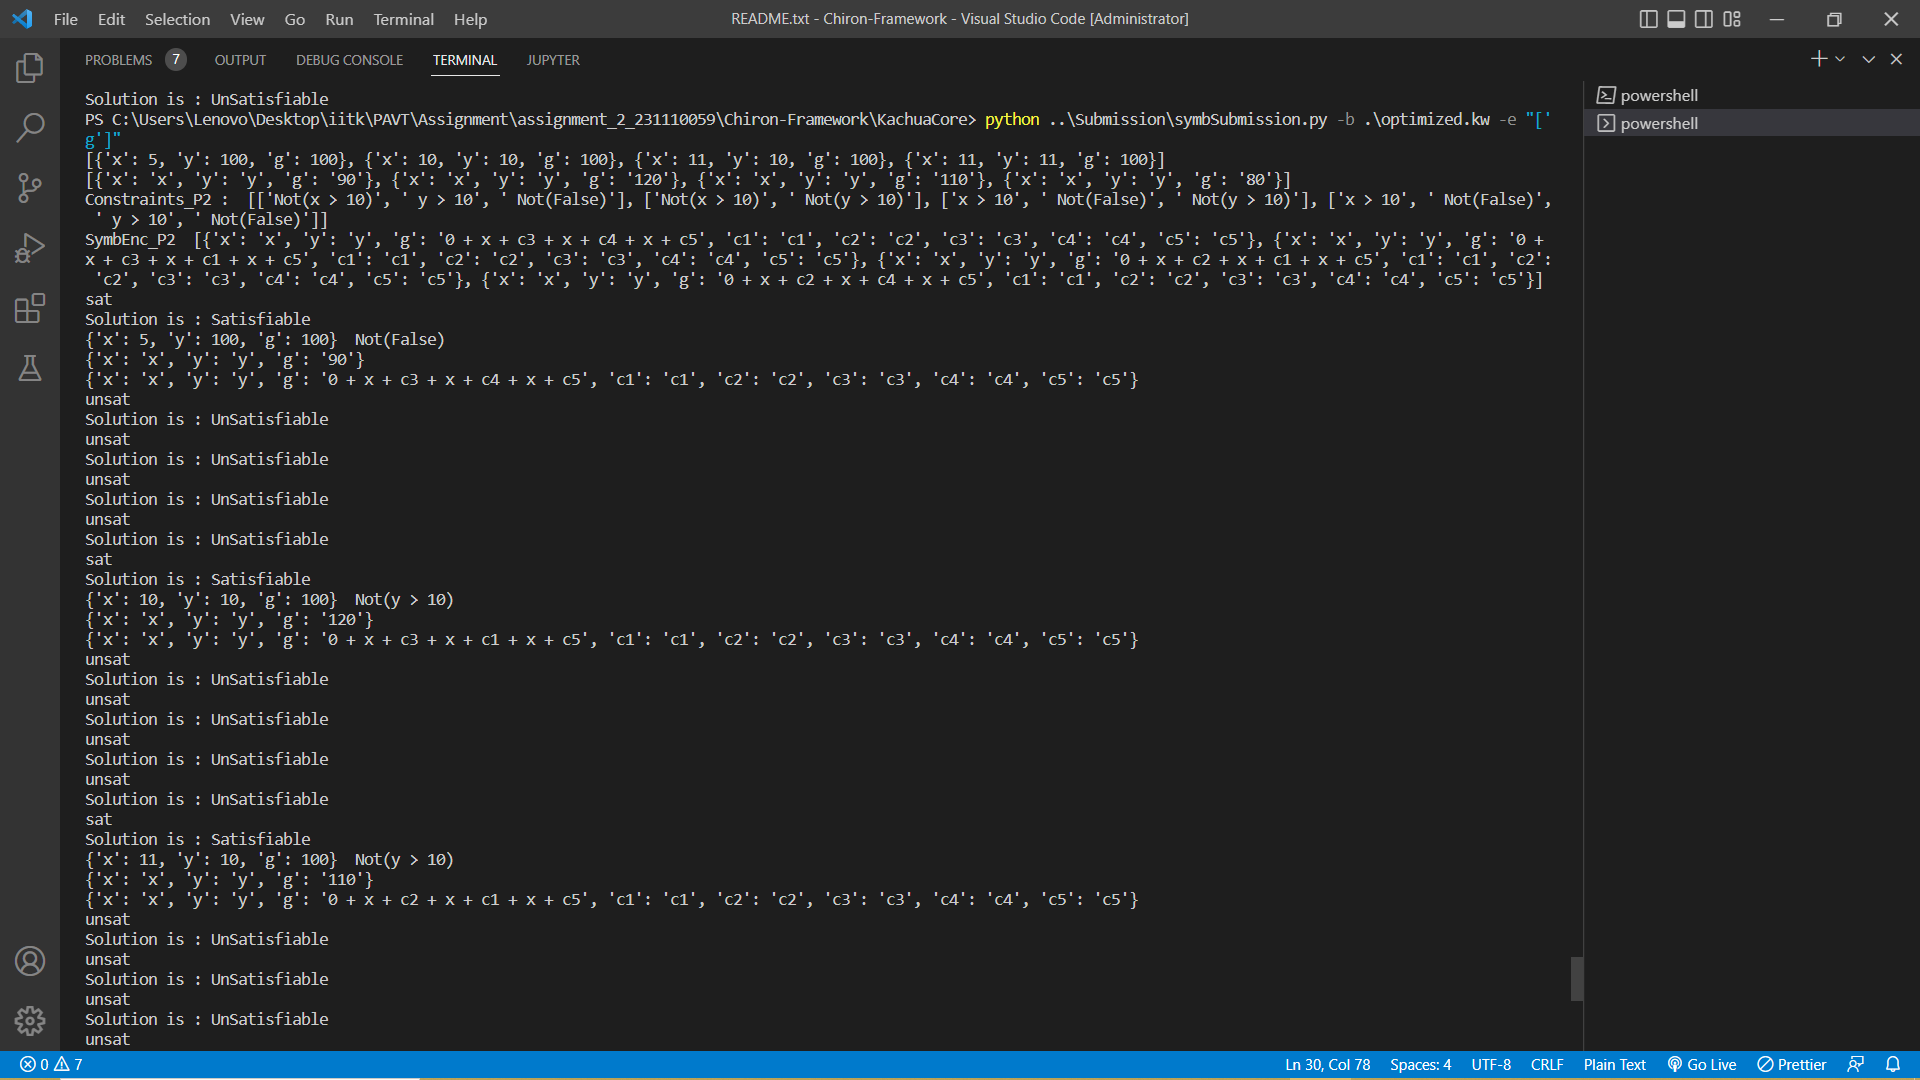 File Edit Selection View Go Run Terminal Help
README.txt - Chiron-Framework - Visual Studio Code [Administrator]
PROBLEMS 7 OUTPUT DEBUG CONSOLE TERMINAL JUPYTER
powershell
powershell
Solution is : UnSatisfiable
PS C:\Users\Lenovo\Desktop\iitk\PAVT\Assignment\assignment_2_231110059\Chiron-Framework\KachuaCore> python ..\Submission\symbSubmission.py -b .\optimized.kw -e "['
g']"
[{'x': 5, 'y': 100, 'g': 100}, {'x': 10, 'y': 10, 'g': 100}, {'x': 11, 'y': 10, 'g': 100}, {'x': 11, 'y': 11, 'g': 100}]
[{'x': 'x', 'y': 'y', 'g': '90'}, {'x': 'x', 'y': 'y', 'g': '120'}, {'x': 'x', 'y': 'y', 'g': '110'}, {'x': 'x', 'y': 'y', 'g': '80'}]
Constraints_P2 :  [['Not(x > 10)', ' y > 10', ' Not(False)'], ['Not(x > 10)', ' Not(y > 10)'], ['x > 10', ' Not(False)', ' Not(y > 10)'], ['x > 10', ' Not(False)',
' y > 10', ' Not(False)']]
SymbEnc_P2  [{'x': 'x', 'y': 'y', 'g': '0 + x + c3 + x + c4 + x + c5', 'c1': 'c1', 'c2': 'c2', 'c3': 'c3', 'c4': 'c4', 'c5': 'c5'}, {'x': 'x', 'y': 'y', 'g': '0 +
x + c3 + x + c1 + x + c5', 'c1': 'c1', 'c2': 'c2', 'c3': 'c3', 'c4': 'c4', 'c5': 'c5'}, {'x': 'x', 'y': 'y', 'g': '0 + x + c2 + x + c1 + x + c5', 'c1': 'c1', 'c2':
'c2', 'c3': 'c3', 'c4': 'c4', 'c5': 'c5'}, {'x': 'x', 'y': 'y', 'g': '0 + x + c2 + x + c4 + x + c5', 'c1': 'c1', 'c2': 'c2', 'c3': 'c3', 'c4': 'c4', 'c5': 'c5'}]
sat
Solution is : Satisfiable
{'x': 5, 'y': 100, 'g': 100}  Not(False)
{'x': 'x', 'y': 'y', 'g': '90'}
{'x': 'x', 'y': 'y', 'g': '0 + x + c3 + x + c4 + x + c5', 'c1': 'c1', 'c2': 'c2', 'c3': 'c3', 'c4': 'c4', 'c5': 'c5'}
unsat
Solution is : UnSatisfiable
unsat
Solution is : UnSatisfiable
unsat
Solution is : UnSatisfiable
unsat
Solution is : UnSatisfiable
sat
Solution is : Satisfiable
{'x': 10, 'y': 10, 'g': 100}  Not(y > 10)
{'x': 'x', 'y': 'y', 'g': '120'}
{'x': 'x', 'y': 'y', 'g': '0 + x + c3 + x + c1 + x + c5', 'c1': 'c1', 'c2': 'c2', 'c3': 'c3', 'c4': 'c4', 'c5': 'c5'}
unsat
Solution is : UnSatisfiable
unsat
Solution is : UnSatisfiable
unsat
Solution is : UnSatisfiable
unsat
Solution is : UnSatisfiable
sat
Solution is : Satisfiable
{'x': 11, 'y': 10, 'g': 100}  Not(y > 10)
{'x': 'x', 'y': 'y', 'g': '110'}
{'x': 'x', 'y': 'y', 'g': '0 + x + c2 + x + c1 + x + c5', 'c1': 'c1', 'c2': 'c2', 'c3': 'c3', 'c4': 'c4', 'c5': 'c5'}
unsat
Solution is : UnSatisfiable
unsat
Solution is : UnSatisfiable
unsat
Solution is : UnSatisfiable
unsat
0 7 Ln 30, Col 78 Spaces: 4 UTF-8 CRLF Plain Text Go Live Prettier